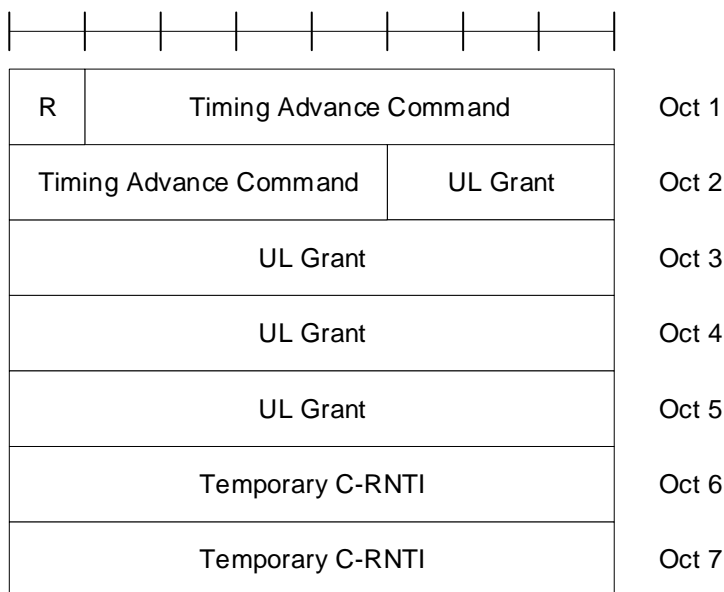 R Timing Advance Command Oct 1
Timing Advance Command UL Grant Oct 2
UL Grant Oct 3
UL Grant Oct 4
UL Grant Oct 5
Temporary C-RNTI Oct 6
Temporary C-RNTI Oct 7